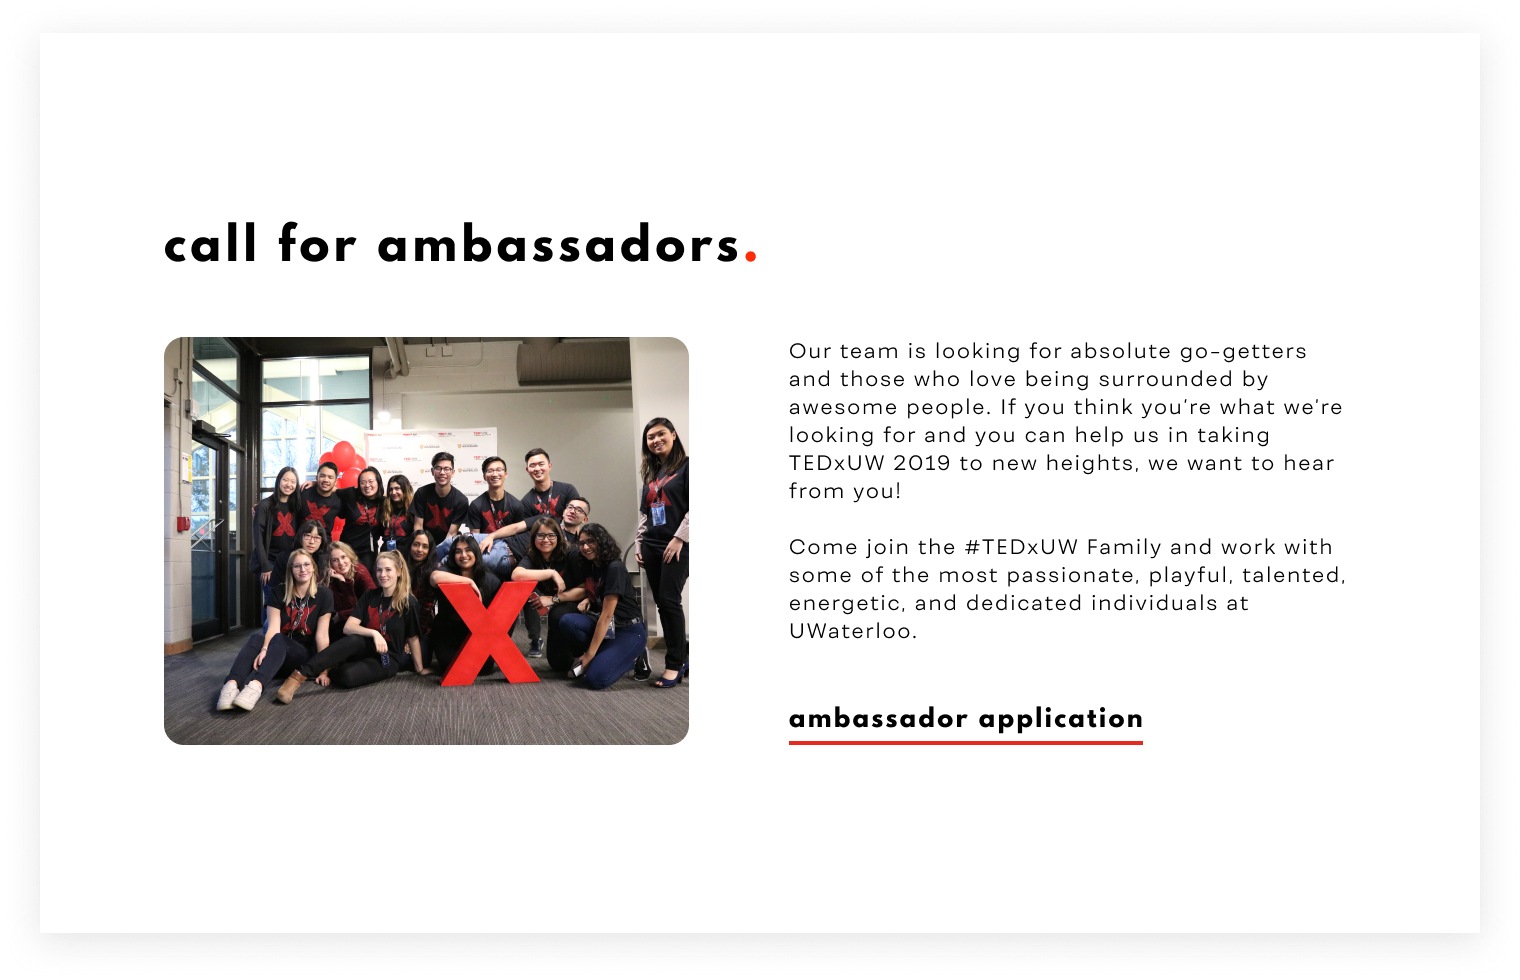 call for ambassadors.
Our team is looking for absolute go-getters
and those who love being surrounded by
awesome people. If you think you're what we're
looking for and you can help us in taking
TEDxUW 2019 to new heights, we want to hear
from you!
Come join the #TEDxUW Family and work with
some of the most passionate, playful, talented,
energetic, and dedicated individuals at
UWaterloo.
ambassador application
X